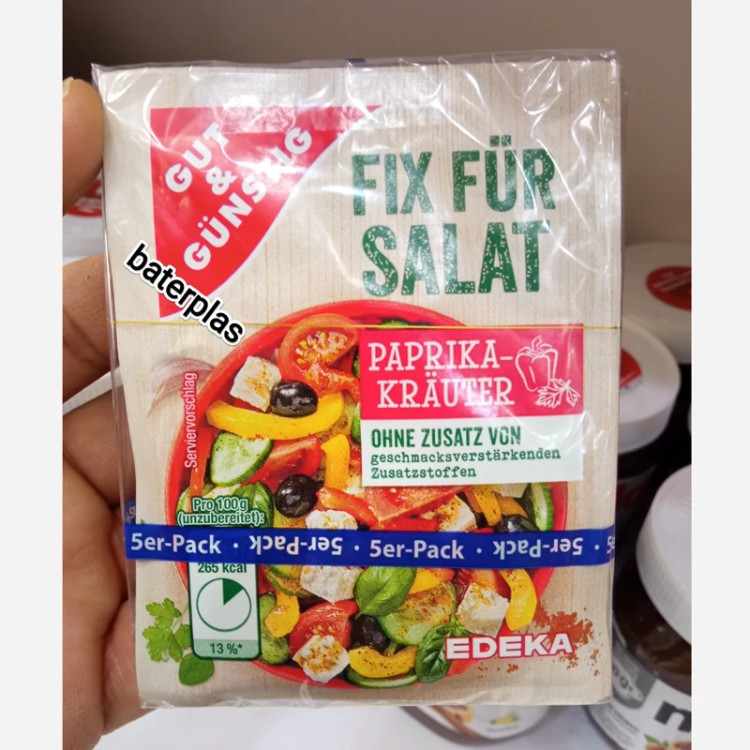 GUT
&
GÜNSTIG
FIX FÜR
SALAT
baterplas
PAPRIKA-
KRÄUTER
OHNE ZUSATZ VON
geschmacksverstärkenden
Zusatzstoffen
Serviervorschlag
Pro 100g
(unzubereitet):
5er-Pack · 5er-Pack · 5er-Pack · 5er-Pack ·
265 kcal
13 %*
EDEKA